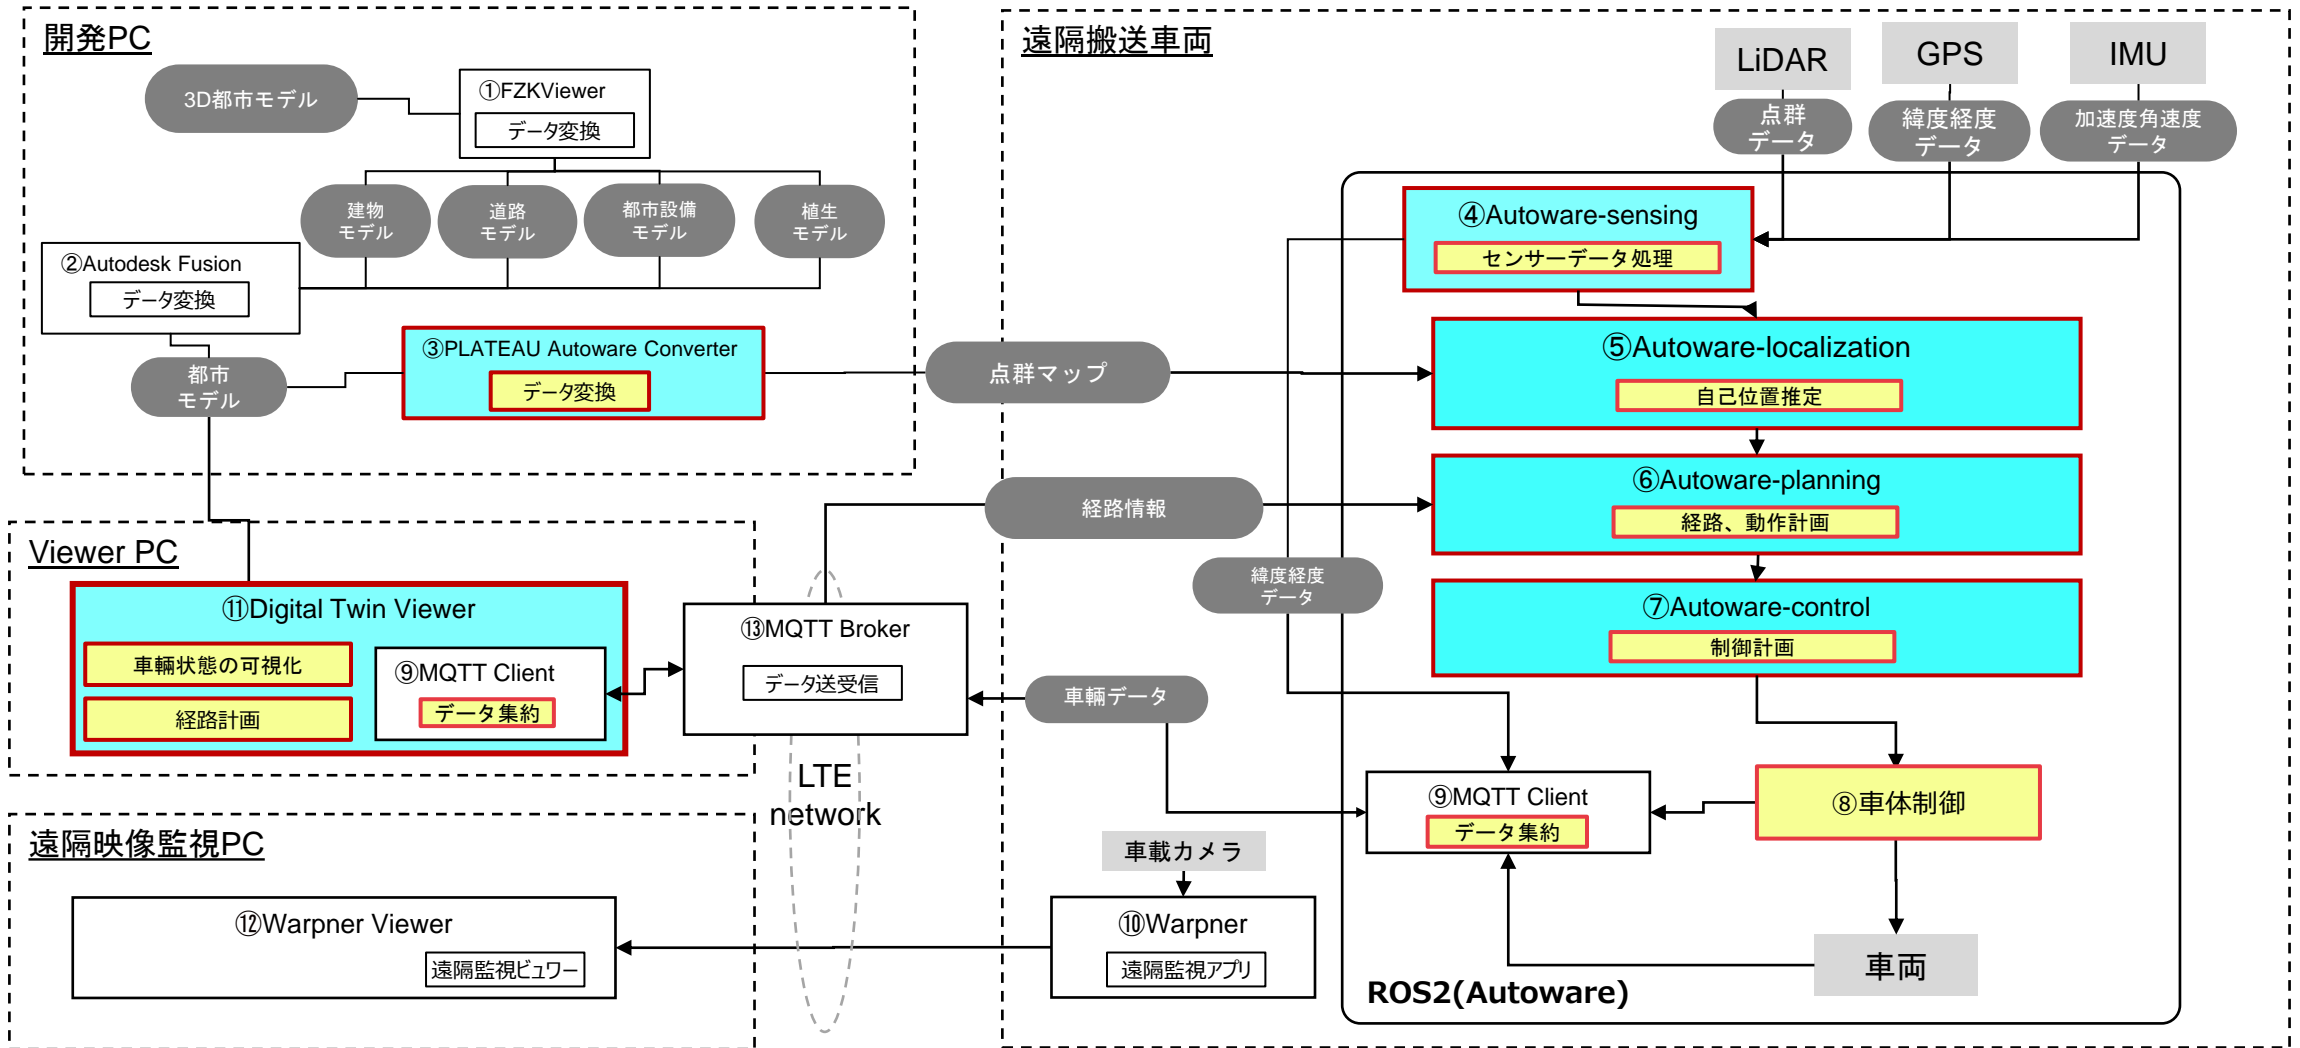 開発PC
3D都市モデル
①FZKViewer
データ変換
建物
モデル
道路
モデル
都市設備
モデル
植生
モデル
②Autodesk Fusion
データ変換
③PLATEAU Autoware Converter
データ変換
都市
モデル
点群マップ
経路情報
Viewer PC
⑪Digital Twin Viewer
車輌状態の可視化
経路計画
⑨MQTT Client
データ集約
⑬MQTT Broker
データ送受信
車輌データ
LTE
network
遠隔映像監視PC
⑫Warpner Viewer
遠隔監視ビュワー
遠隔搬送車両
LiDAR
GPS
IMU
点群
データ
緯度経度
データ
加速度角速度
データ
④Autoware-sensing
センサーデータ処理
⑤Autoware-localization
自己位置推定
⑥Autoware-planning
経路、動作計画
緯度経度
データ
⑦Autoware-control
制御計画
⑨MQTT Client
データ集約
⑧車体制御
車載カメラ
⑩Warpner
遠隔監視アプリ
車両
ROS2(Autoware)